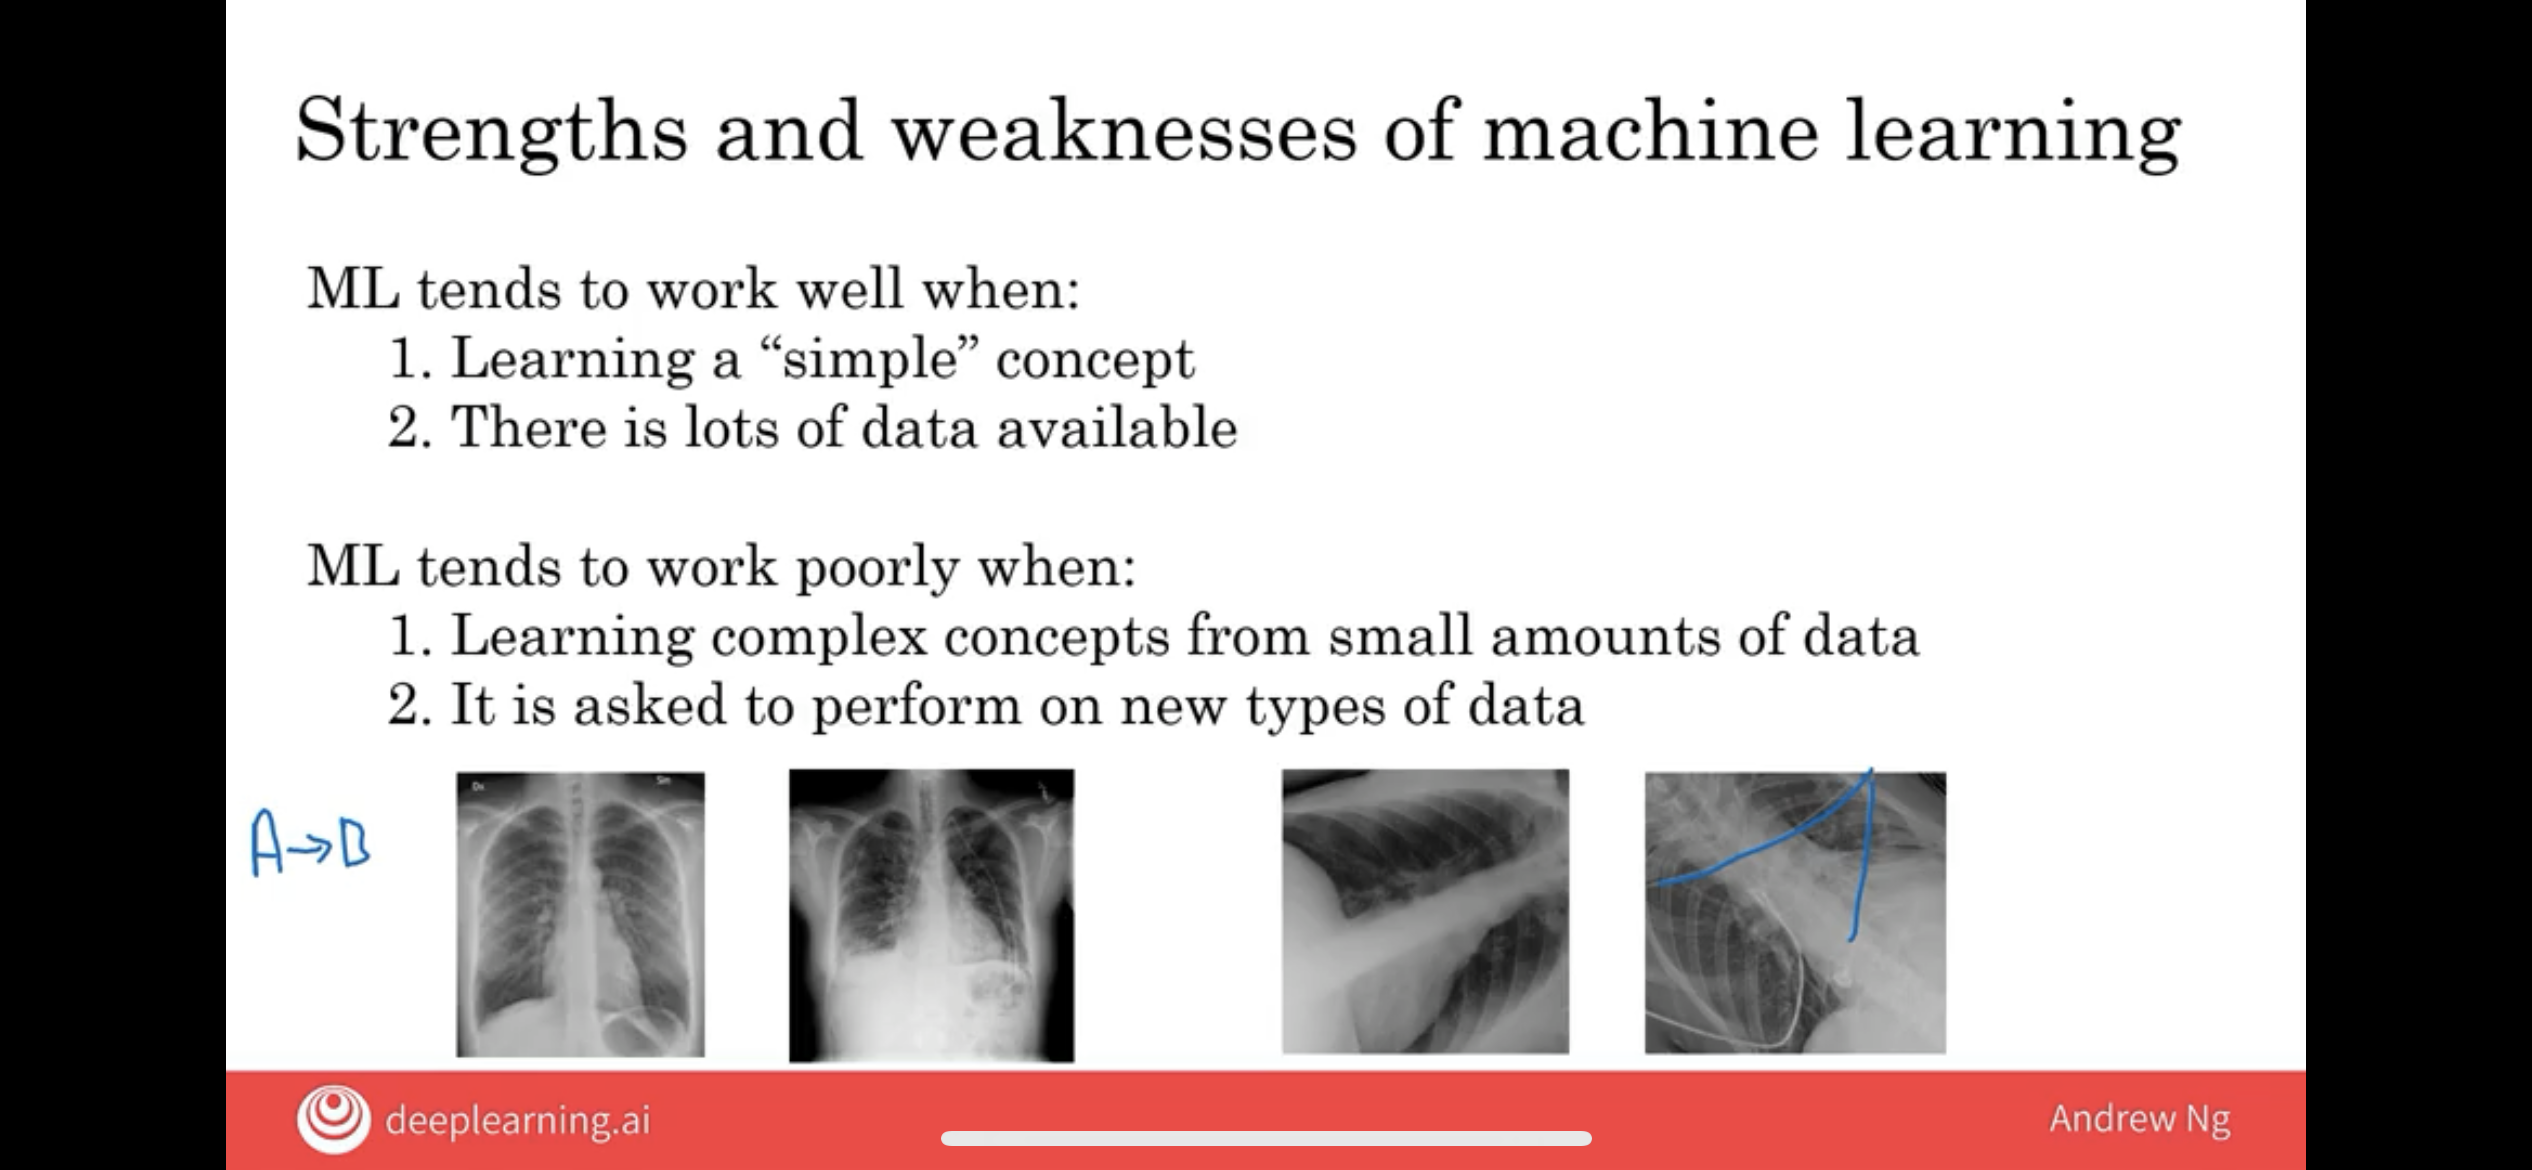 Strengths and weaknesses of machine learning
ML tends to work well when:
1. Learning a “simple” concept
2. There is lots of data available
ML tends to work poorly when:
1. Learning complex concepts from small amounts of data
2. It is asked to perform on new types of data
A→B
Dx Sin
deeplearning.ai
Andrew Ng